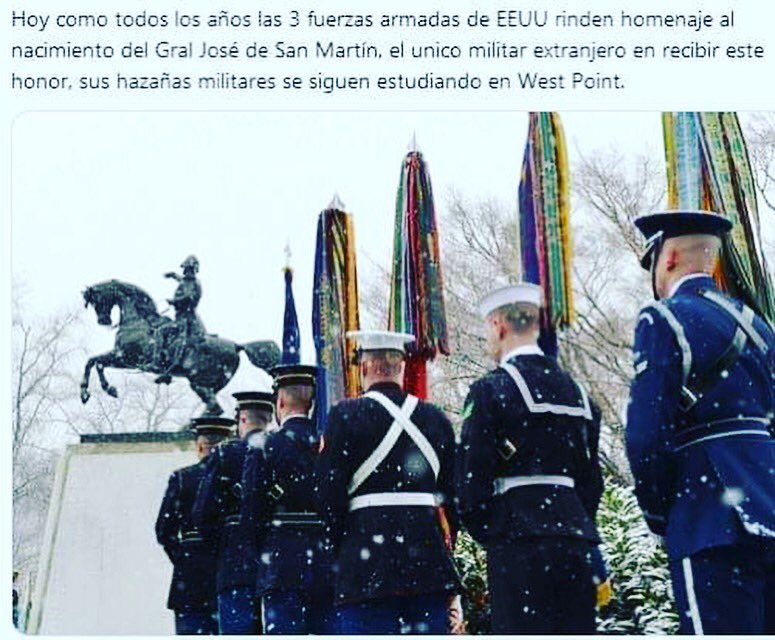 Hoy como todos los años las 3 fuerzas armadas de EEUU rinden homenaje al
nacimiento del Gral José de San Martín, el unico militar extranjero en recibir este
honor, sus hazañas militares se siguen estudiando en West Point.